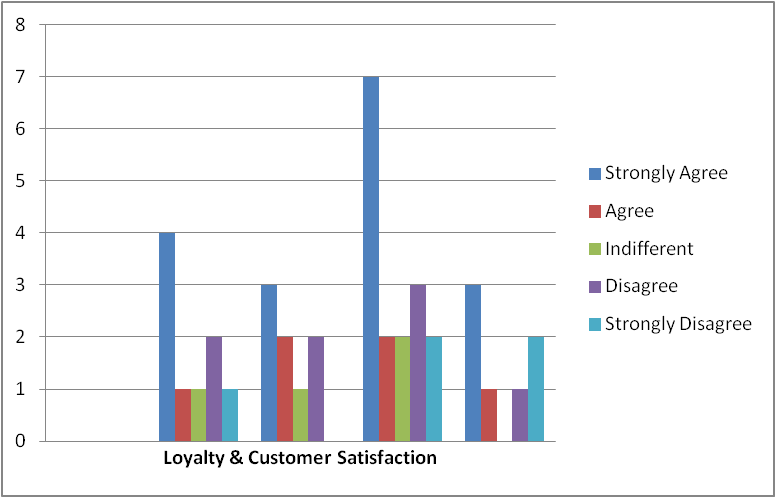 8
7
6
5
4
3
2
1
0
Loyalty & Customer Satisfaction
Strongly Agree
Agree
Indifferent
Disagree
Strongly Disagree